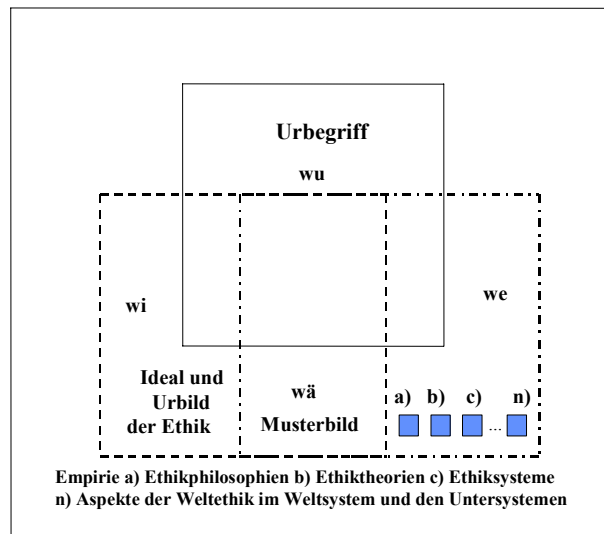 Urbegriff
wu
wi
we
Ideal und
Urbild
der Ethik
wä
Musterbild
a) b) c) n)
...
Empirie a) Ethikphilosophien b) Ethiktheorien c) Ethiksysteme
n) Aspekte der Weltethik im Weltsystem und den Untersystemen